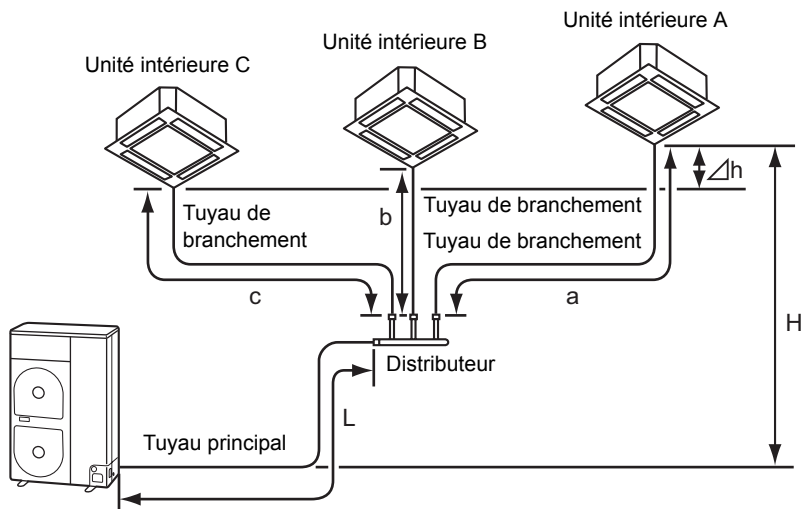 Unité intérieure A
Unité intérieure B
Unité intérieure C
⊿h
Tuyau de
branchement
b
Tuyau de branchement
Tuyau de branchement
c
a
H
Distributeur
L
Tuyau principal